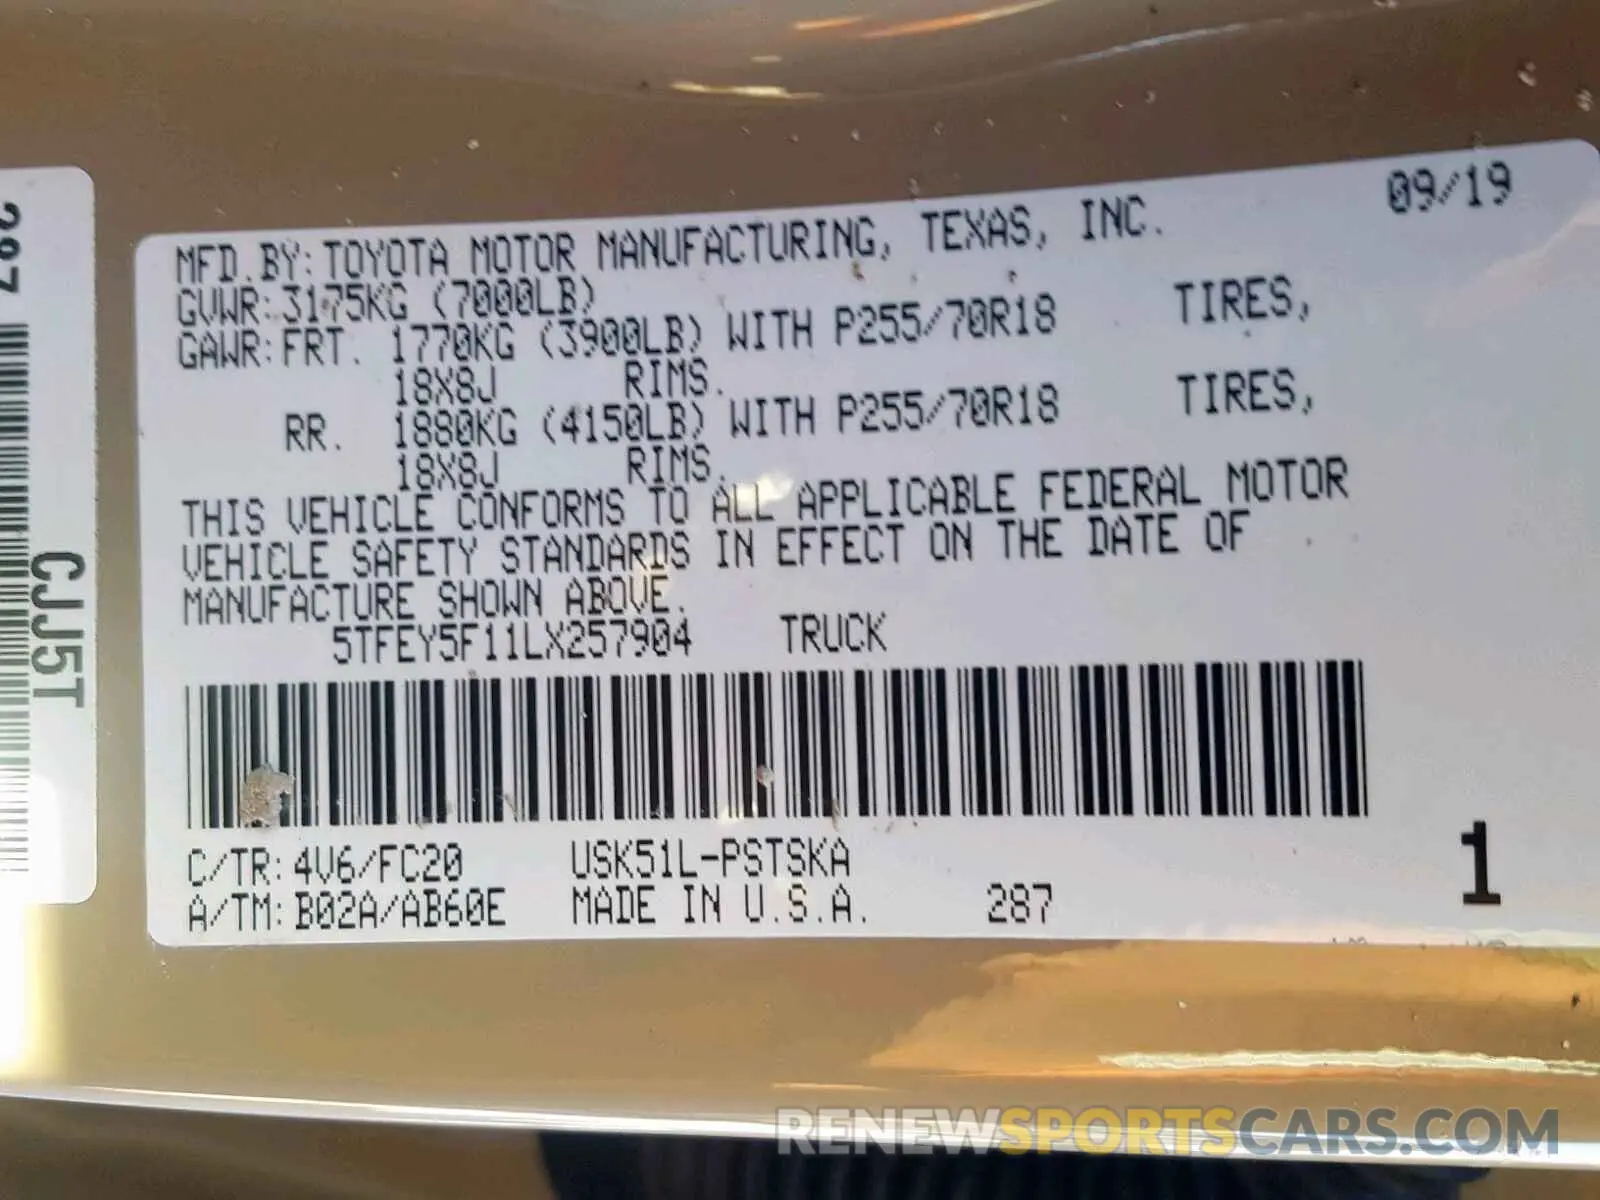 09/19
MFD.BY:TOYOTA MOTOR MANUFACTURING, TEXAS, INC.
GVWR:3175KG (7000LB)
GAWR:FRT. 1770KG (3900LB) WITH P255/70R18 TIRES,
18X8J RIMS.
RR. 1880KG (4150LB) WITH P255/70R18 TIRES,
18X8J RIMS.
THIS VEHICLE CONFORMS TO ALL APPLICABLE FEDERAL MOTOR
VEHICLE SAFETY STANDARDS IN EFFECT ON THE DATE OF
MANUFACTURE SHOWN ABOVE.
5TFEY5F11LX257904 TRUCK
C/TR:4V6/FC20 USK51L-PSTSKA
A/TM:B02A/AB60E MADE IN U.S.A. 287
1
287
CJJ5T
RENEWSPORTSCARS.COM